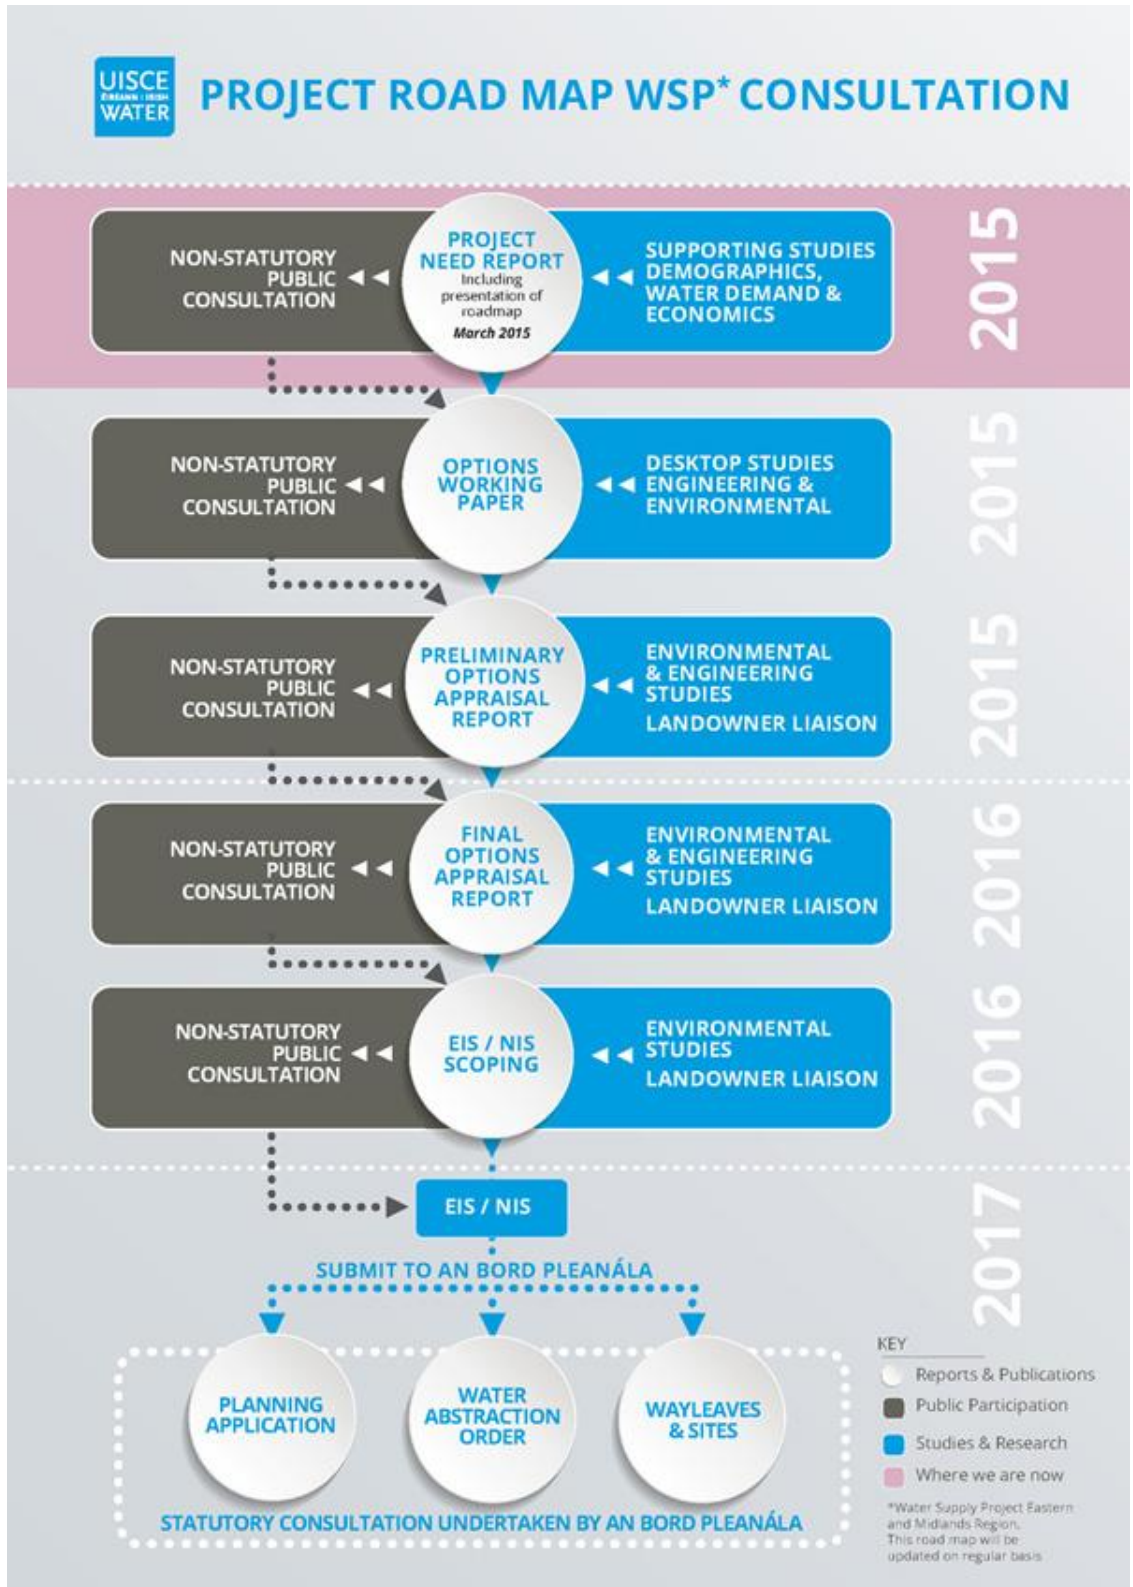 UISCE
ÉIREANN : IRISH
WATER
PROJECT ROAD MAP WSP* CONSULTATION
NON-STATUTORY
PUBLIC
CONSULTATION
PROJECT
NEED REPORT
Including
presentation of
roadmap
March 2015
SUPPORTING STUDIES
DEMOGRAPHICS,
WATER DEMAND &
ECONOMICS
2015
NON-STATUTORY
PUBLIC
CONSULTATION
OPTIONS
WORKING
PAPER
DESKTOP STUDIES
ENGINEERING &
ENVIRONMENTAL
2015
NON-STATUTORY
PUBLIC
CONSULTATION
PRELIMINARY
OPTIONS
APPRAISAL
REPORT
ENVIRONMENTAL
& ENGINEERING
STUDIES
LANDOWNER LIAISON
2015
NON-STATUTORY
PUBLIC
CONSULTATION
FINAL
OPTIONS
APPRAISAL
REPORT
ENVIRONMENTAL
& ENGINEERING
STUDIES
LANDOWNER LIAISON
2016
NON-STATUTORY
PUBLIC
CONSULTATION
EIS / NIS
SCOPING
ENVIRONMENTAL
STUDIES
LANDOWNER LIAISON
2016
EIS / NIS
2017
SUBMIT TO AN BORD PLEANÁLA
PLANNING
APPLICATION
WATER
ABSTRACTION
ORDER
WAYLEAVES
& SITES
STATUTORY CONSULTATION UNDERTAKEN BY AN BORD PLEANÁLA
KEY
Reports & Publications
Public Participation
Studies & Research
Where we are now
*Water Supply Project Eastern
and Midlands Region.
This road map will be
updated on regular basis